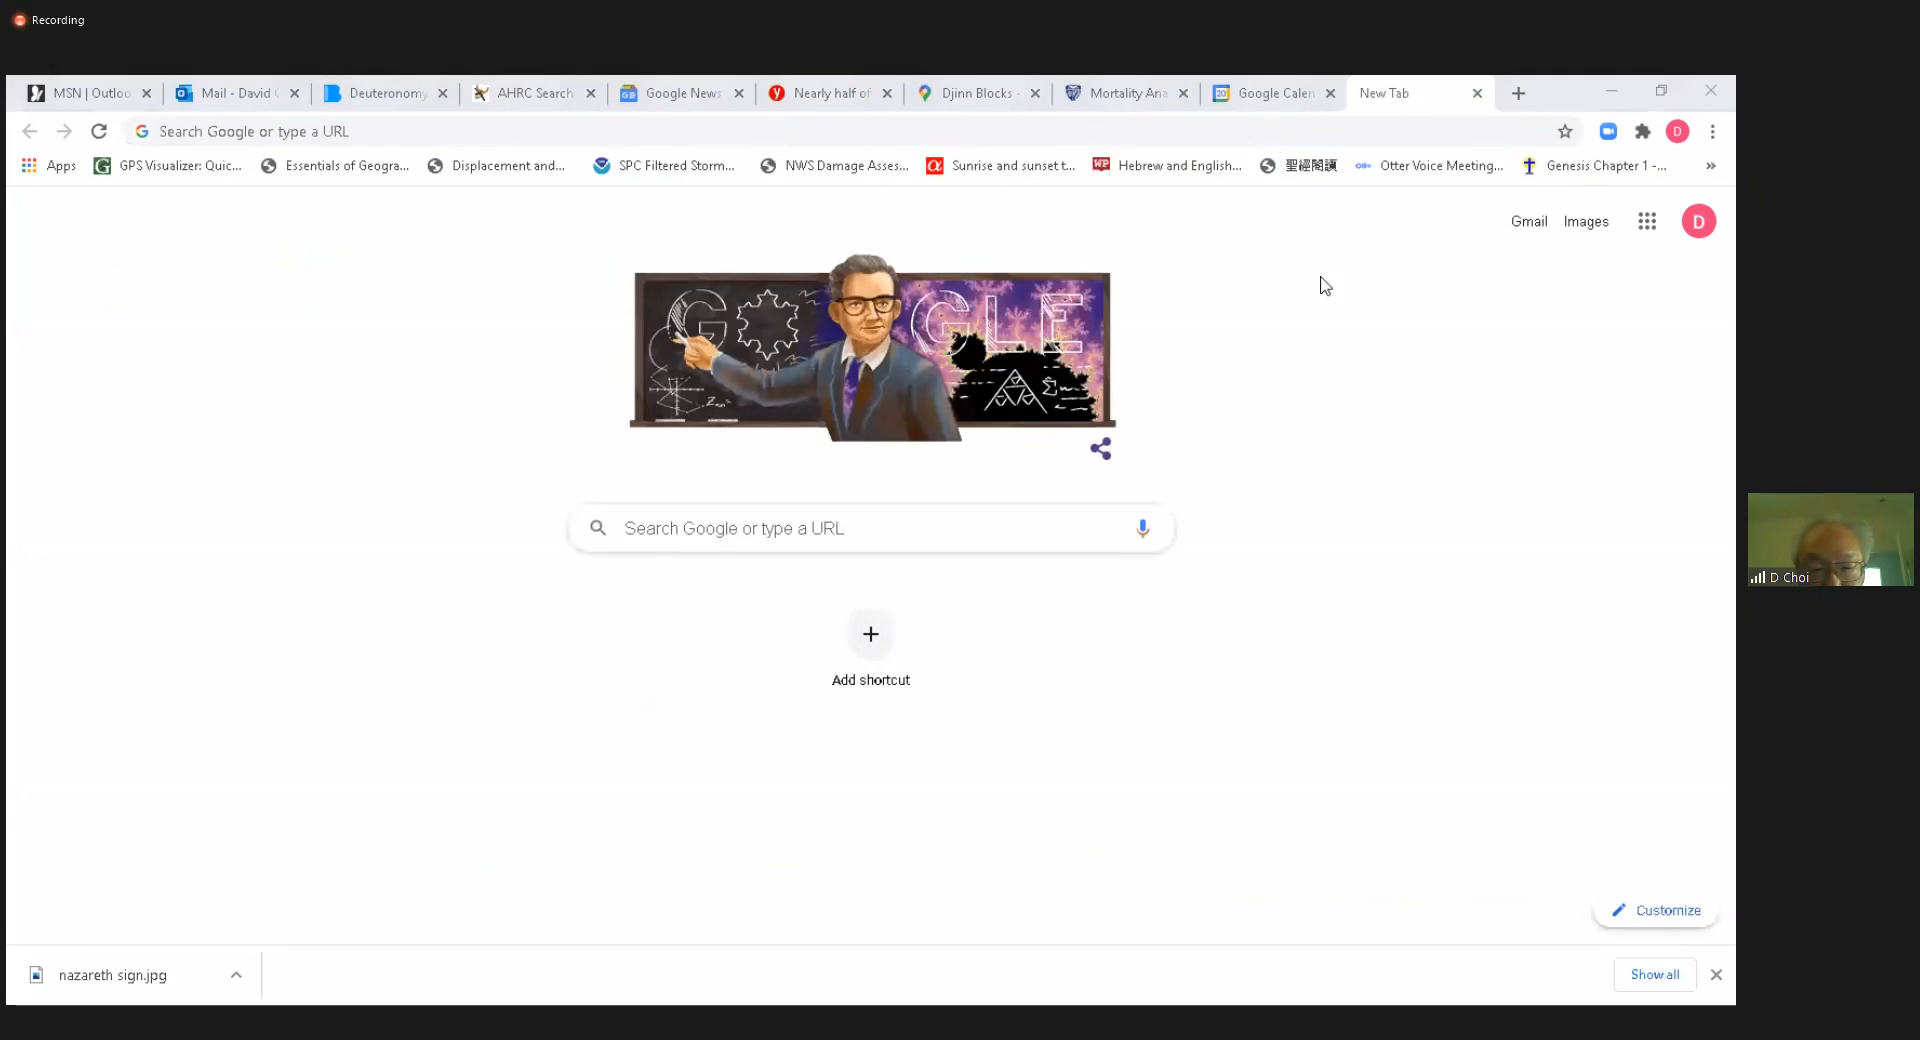 Recording
MSN | Outloo
Mail - David
Deuteronomy
AHRC Search
Google News
Nearly half of
Djinn Blocks -
Mortality Ana
Google Calen
New Tab
Search Google or type a URL
D
Apps
GPS Visualizer: Quic...
Essentials of Geogra...
Displacement and...
SPC Filtered Storm...
NWS Damage Asses...
Sunrise and sunset t...
Hebrew and English...
聖經閱讀
Otter Voice Meeting...
Genesis Chapter 1 -...
»
Gmail
Images
D
GO GLE
Search Google or type a URL
Add shortcut
D Choi
Customize
nazareth sign.jpg
Show all